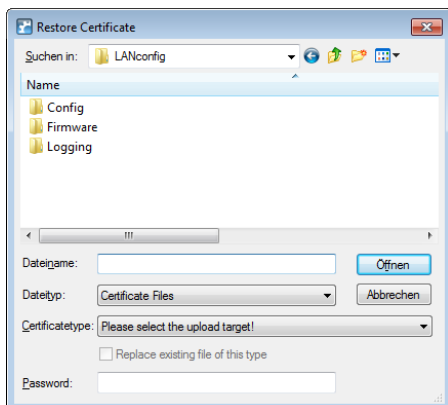 Restore Certificate
Suchen in: LANconfig
Name
Config
Firmware
Logging
Dateiname: Öffnen
Dateityp: Certificate Files Abbrechen
Certificatetype: Please select the upload target!
Replace existing file of this type
Password: